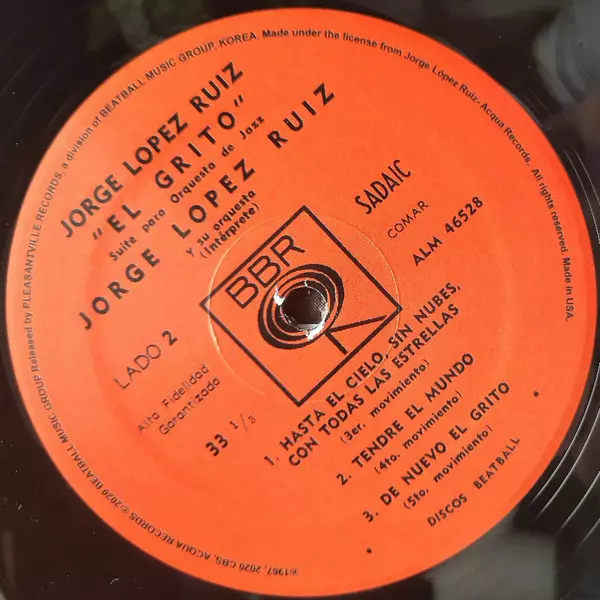 ℗1967, 2020 CBS, ACQUA RECORDS ©2020 BEATBALL MUSIC GROUP Released by PLEASANTVILLE RECORDS, a division of BEATBALL MUSIC GROUP, KOREA. Made under the license from Jorge López Ruiz- Acqua Records. All rights reserved. Made in USA.
JORGE LOPEZ RUIZ
"EL GRITO"
Suite para Orquesta de Jazz
JORGE LOPEZ RUIZ
y su orquesta
(Intérprete)
LADO 2
Alta Fidelidad
Garantizada
33 1/3
BBR
SADAIC
COMAR
ALM 46528
1. HASTA EL CIELO, SIN NUBES,
CON TODAS LAS ESTRELLAS
(3er. movimiento)
2. TENDRE EL MUNDO
(4to. movimiento)
3. DE NUEVO EL GRITO
(5to. movimiento)
DISCOS BEATBALL